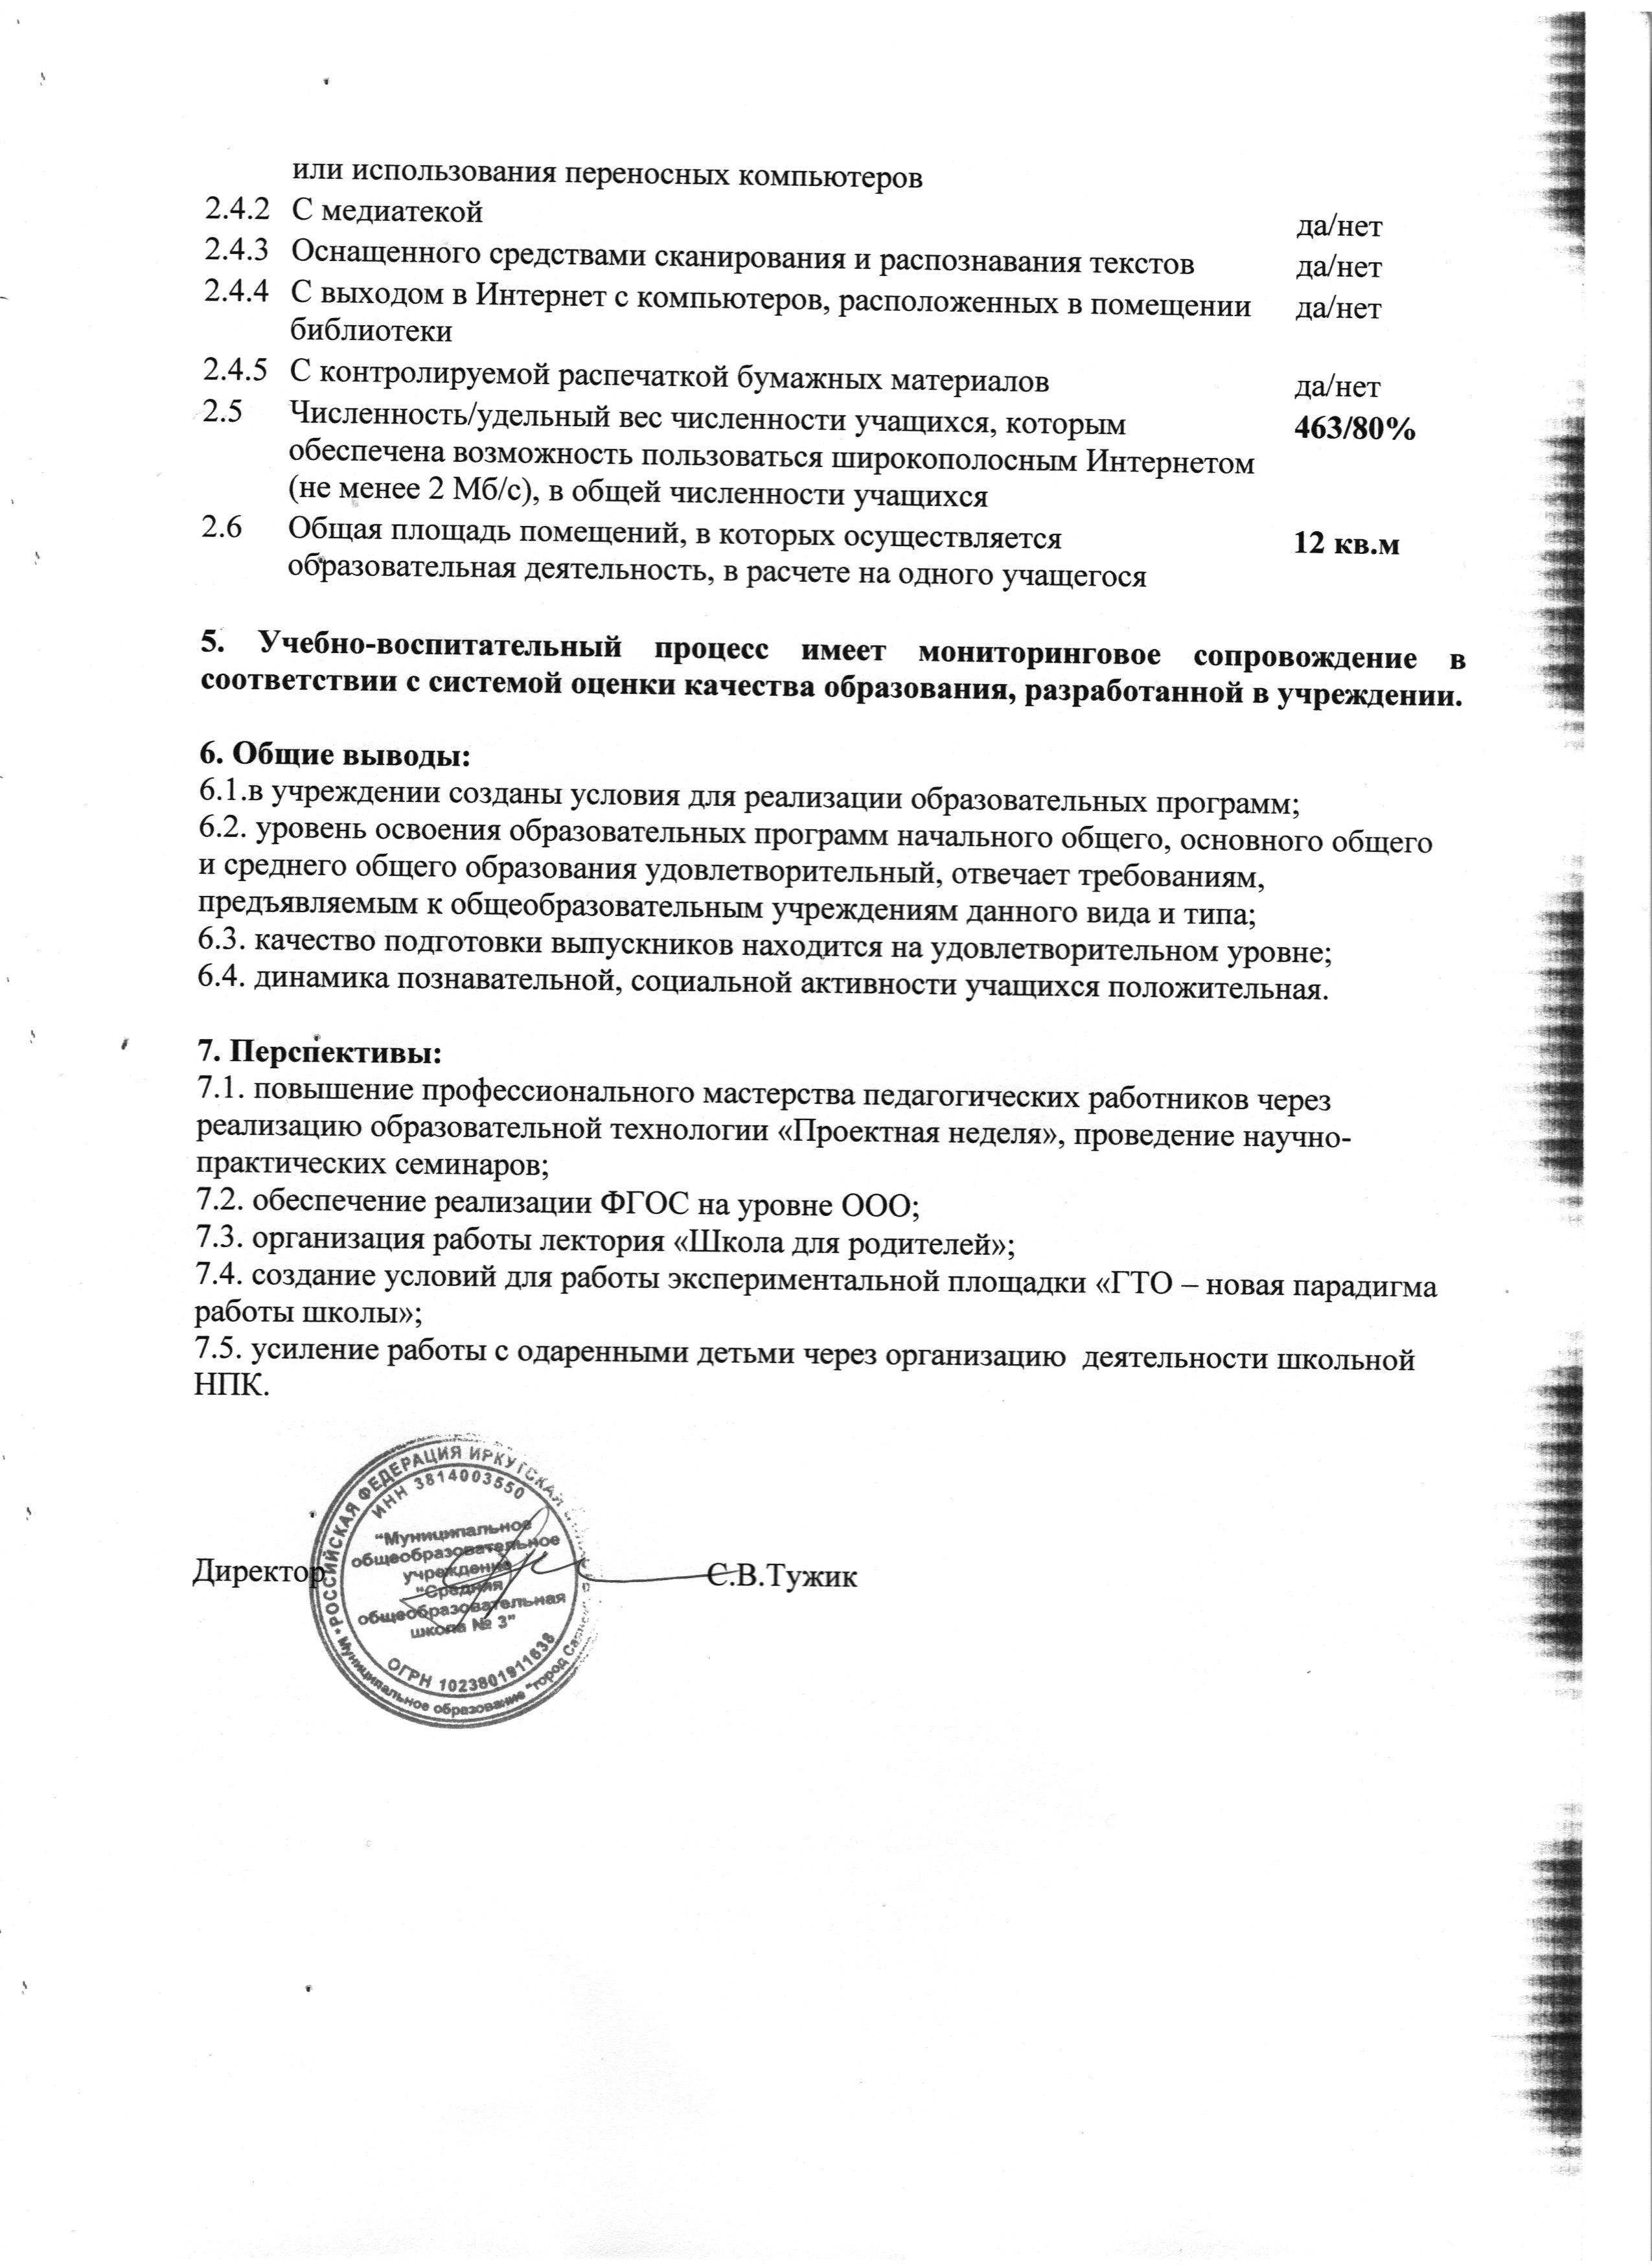 или использования переносных компьютеров
2.4.2 С медиатекой да/нет
2.4.3 Оснащенного средствами сканирования и распознавания текстов да/нет
2.4.4 С выходом в Интернет с компьютеров, расположенных в помещении да/нет
библиотеки
2.4.5 С контролируемой распечаткой бумажных материалов да/нет
2.5 Численность/удельный вес численности учащихся, которым 463/80%
обеспечена возможность пользоваться широкополосным Интернетом
(не менее 2 Мб/с), в общей численности учащихся
2.6 Общая площадь помещений, в которых осуществляется 12 кв.м
образовательная деятельность, в расчете на одного учащегося
5. Учебно-воспитательный процесс имеет мониторинговое сопровождение в
соответствии с системой оценки качества образования, разработанной в учреждении.
6. Общие выводы:
6.1.в учреждении созданы условия для реализации образовательных программ;
6.2. уровень освоения образовательных программ начального общего, основного общего
и среднего общего образования удовлетворительный, отвечает требованиям,
предъявляемым к общеобразовательным учреждениям данного вида и типа;
6.3. качество подготовки выпускников находится на удовлетворительном уровне;
6.4. динамика познавательной, социальной активности учащихся положительная.
7. Перспективы:
7.1. повышение профессионального мастерства педагогических работников через
реализацию образовательной технологии «Проектная неделя», проведение научно-
практических семинаров;
7.2. обеспечение реализации ФГОС на уровне ООО;
7.3. организация работы лектория «Школа для родителей»;
7.4. создание условий для работы экспериментальной площадки «ГТО – новая парадигма
работы школы»;
7.5. усиление работы с одаренными детьми через организацию деятельности школьной
НПК.
РОССИЙСКАЯ ФЕДЕРАЦИЯ ИРКУТСКАЯ
ИНН 3814003550
"Муниципальное
общеобразовательное
учреждение
"Средняя
общеобразовательная
школа № 3"
ОГРН 1023801911638
Муниципальное образование "город
Директор С.В.Тужик